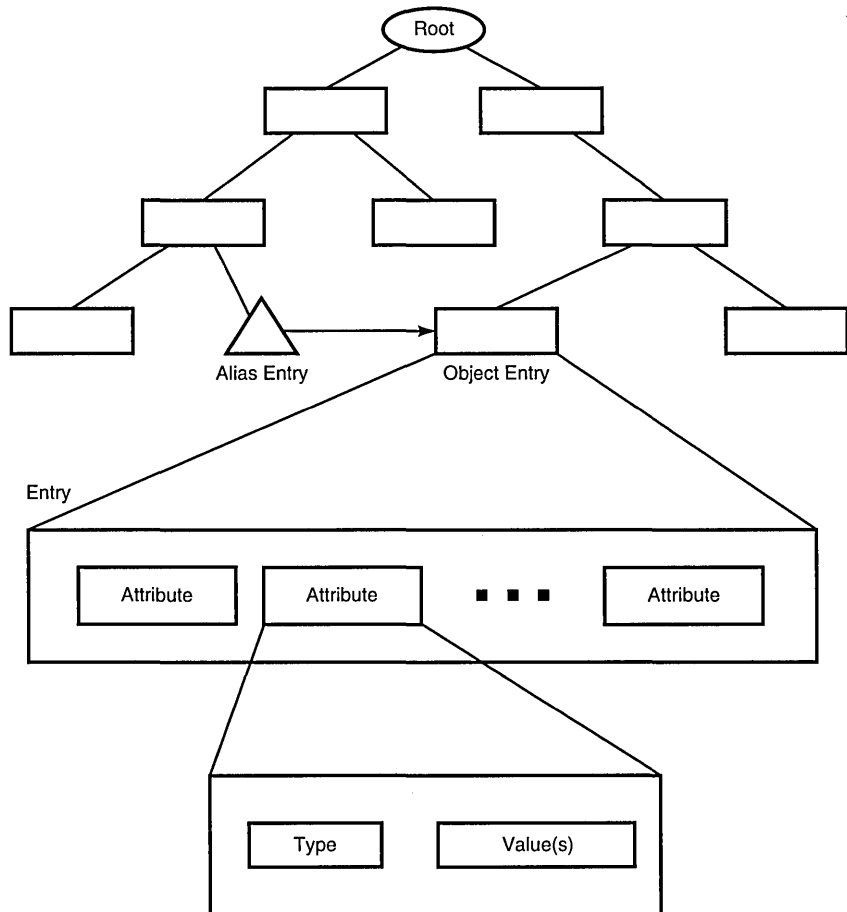 Root
Alias Entry
Object Entry
Entry
Attribute
Attribute
Attribute
Type
Value(s)